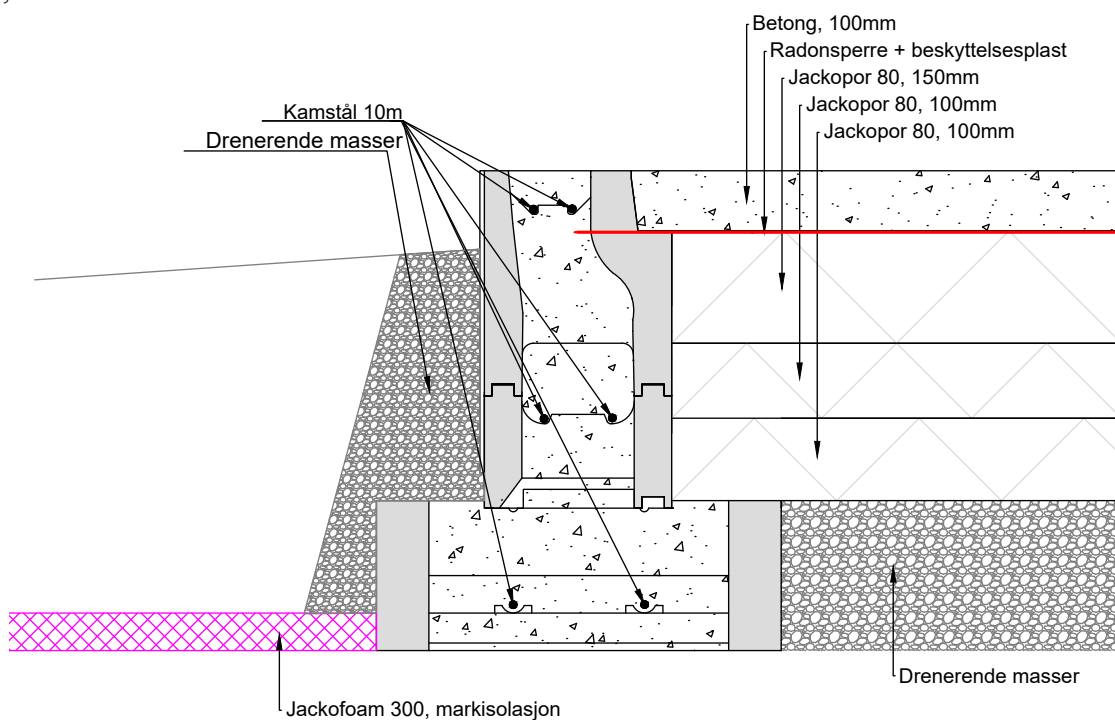 Betong, 100mm
Radonsperre + beskyttelsesplast
Jackopor 80, 150mm
Jackopor 80, 100mm
Jackopor 80, 100mm
Kamstål 10m
Drenerende masser
Drenerende masser
Jackofoam 300, markisolasjon